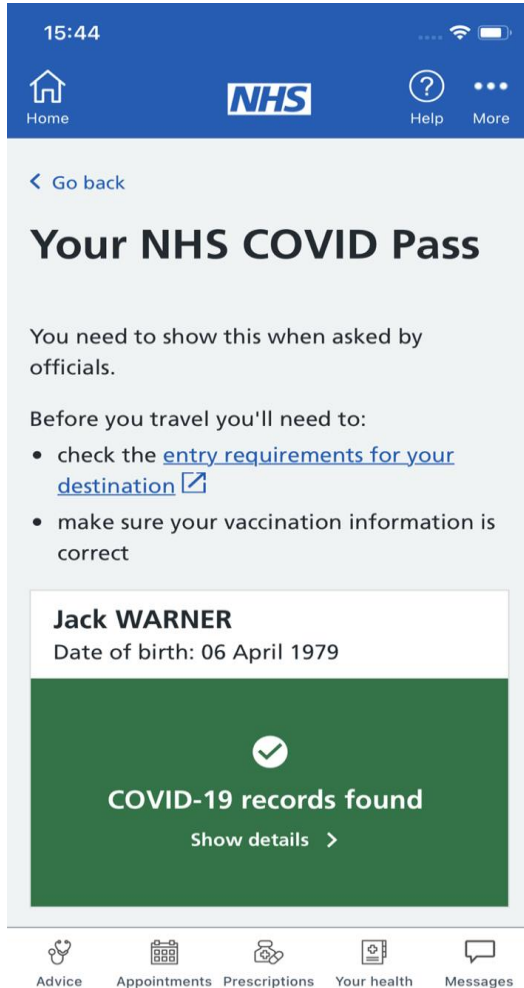 15:44
NHS
Home
Help
More
Go back
Your NHS COVID Pass
You need to show this when asked by
officials.
Before you travel you'll need to:
• check the entry requirements for your
destination
• make sure your vaccination information is
correct
Jack WARNER
Date of birth: 06 April 1979
COVID-19 records found
Show details
Advice
Appointments
Prescriptions
Your health
Messages